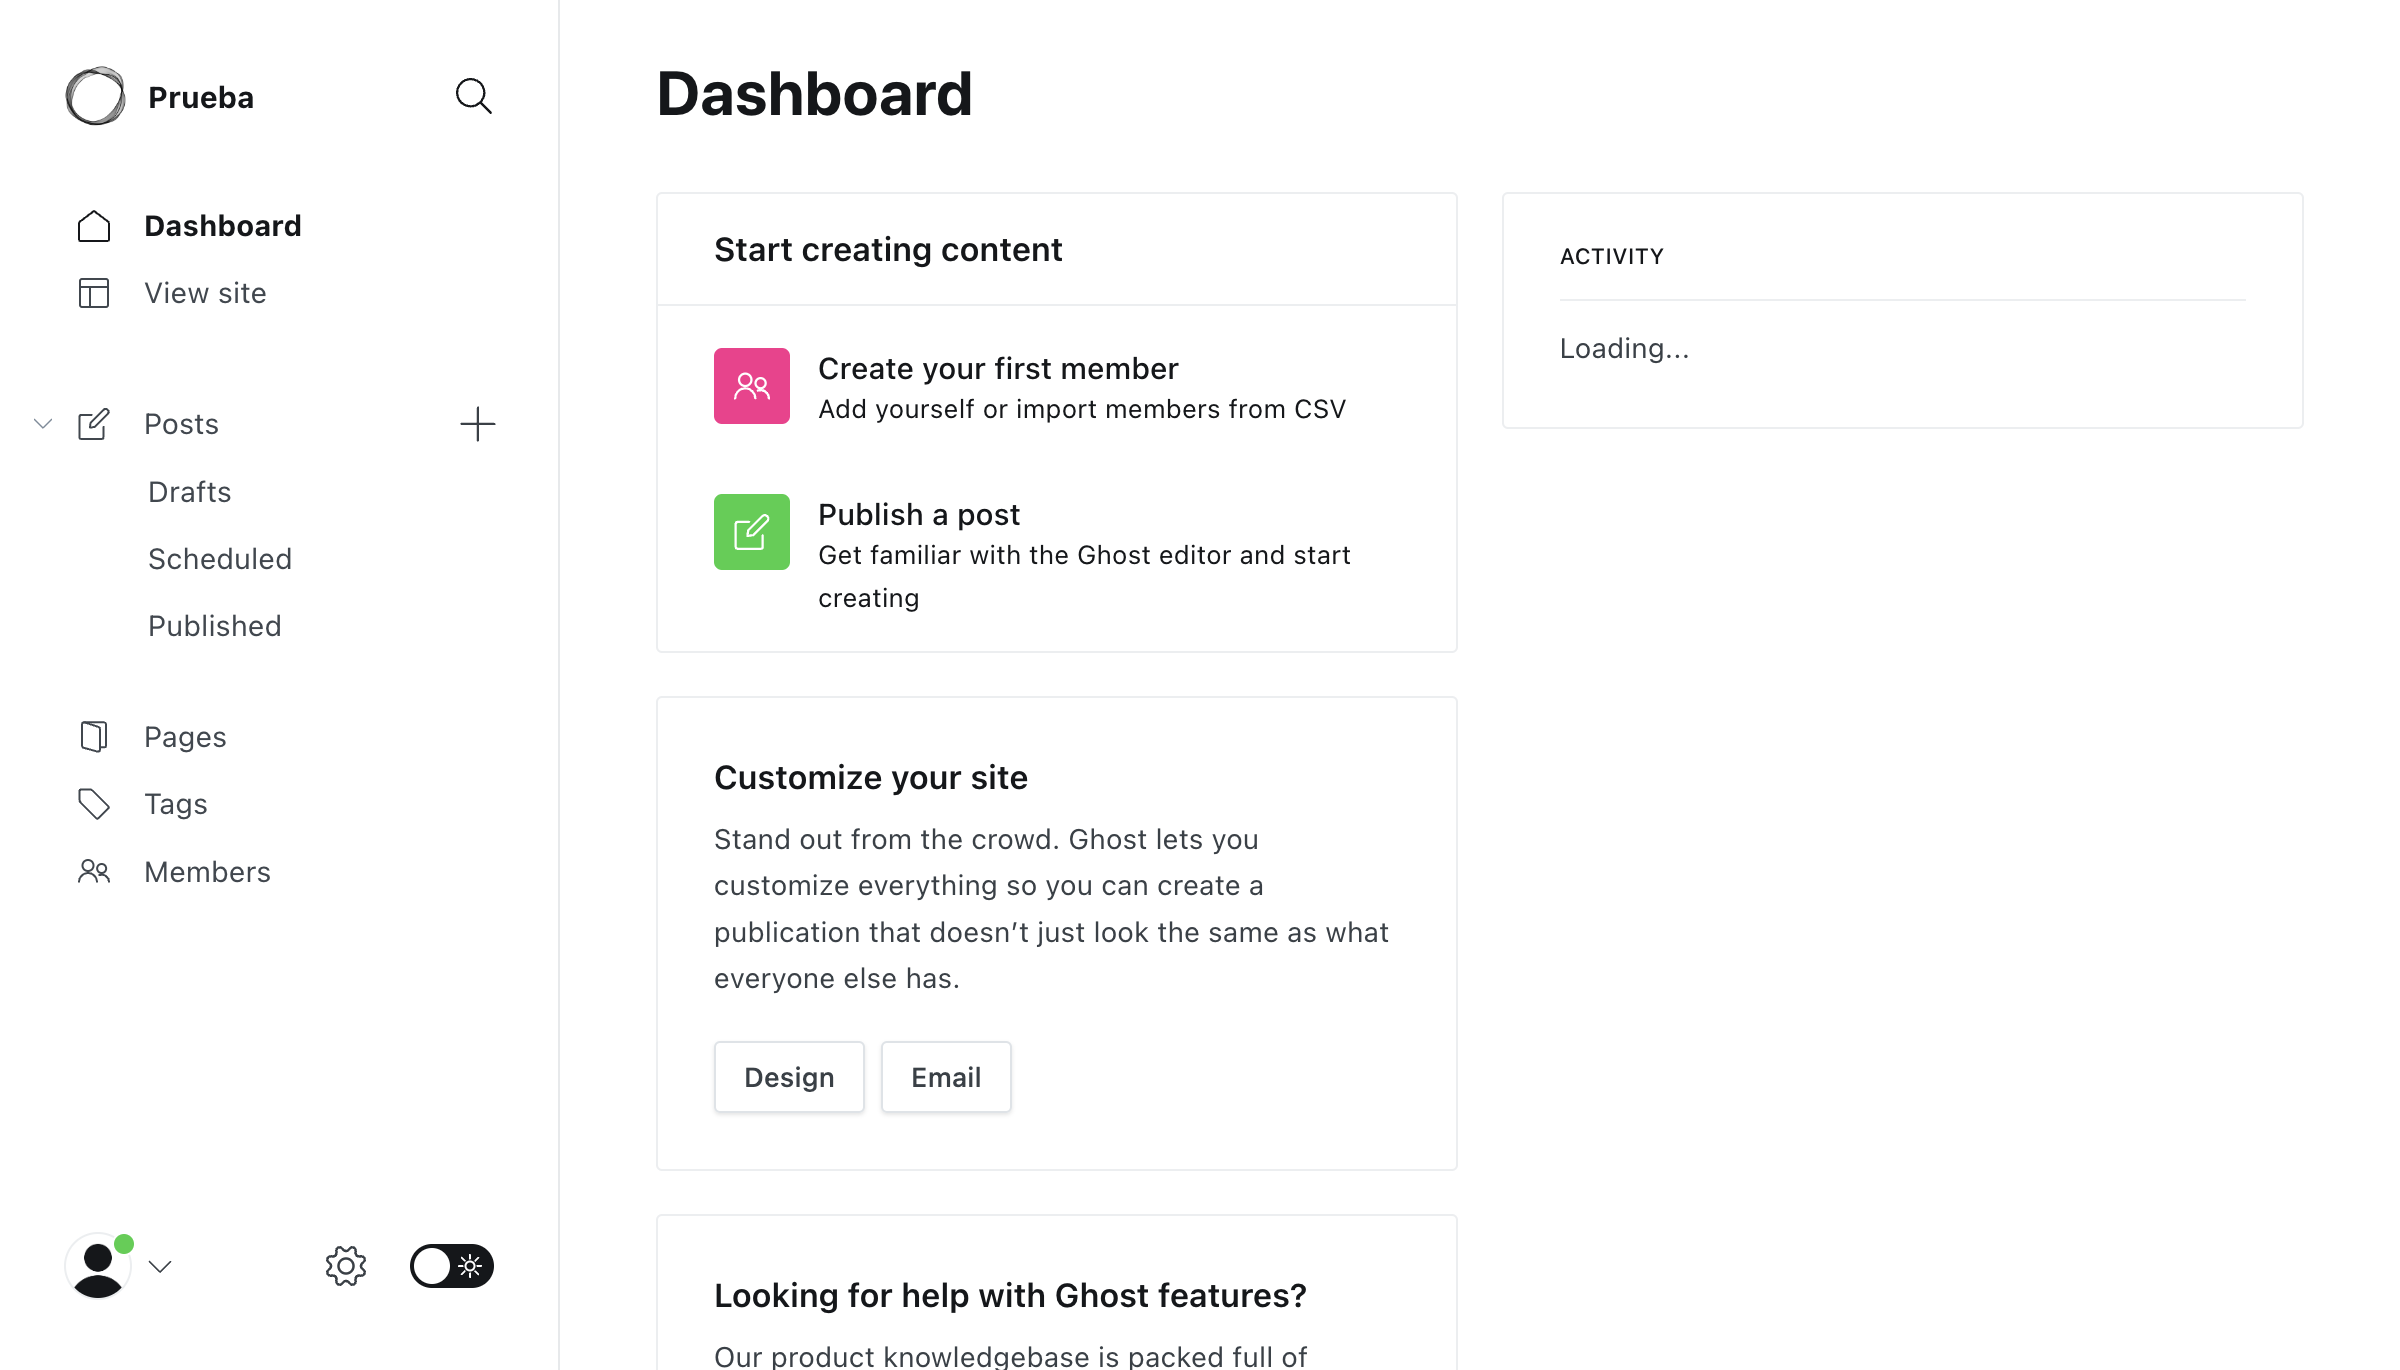 Prueba
Dashboard
View site
Posts
Drafts
Scheduled
Published
Pages
Tags
Members
Dashboard
Start creating content
Create your first member
Add yourself or import members from CSV
Publish a post
Get familiar with the Ghost editor and start
creating
Customize your site
Stand out from the crowd. Ghost lets you
customize everything so you can create a
publication that doesn’t just look the same as what
everyone else has.
Design
Email
Looking for help with Ghost features?
Our product knowledgebase is packed full of
ACTIVITY
Loading...